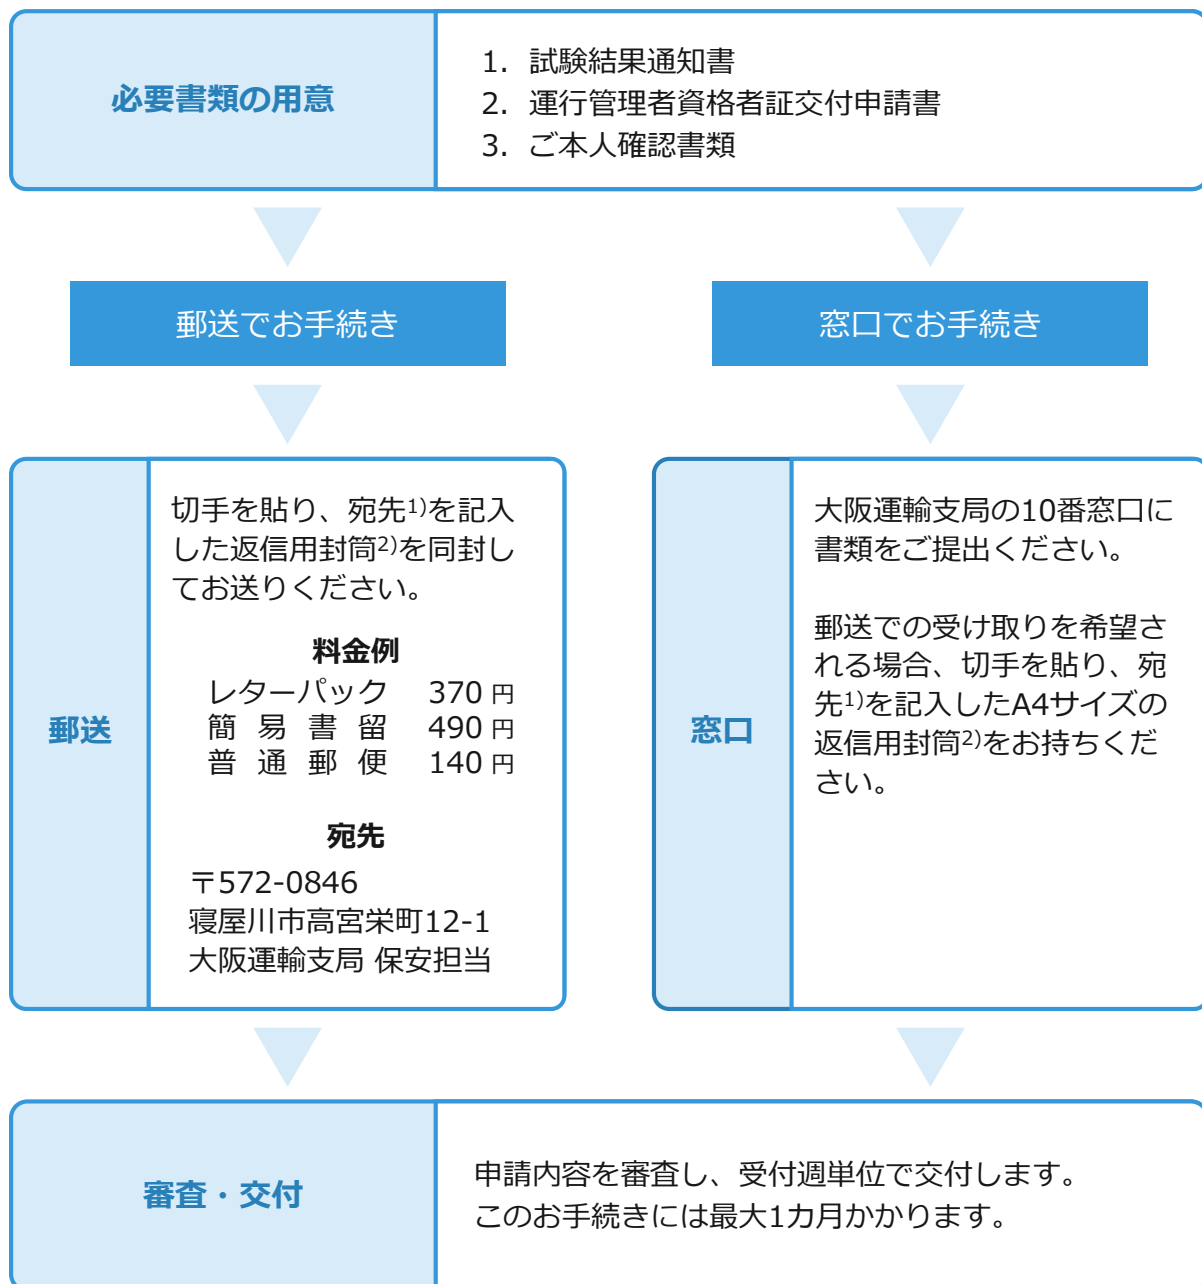 必要書類の用意
1. 試験結果通知書
2. 運行管理者資格者証交付申請書
3. ご本人確認書類
郵送でお手続き
窓口でお手続き
郵送
切手を貼り、宛先1)を記入
した返信用封筒2)を同封し
てお送りください。
料金例
レターパック 370 円
簡易書留 490 円
普通郵便 140 円
宛先
〒572-0846
寝屋川市高宮栄町12-1
大阪運輸支局 保安担当
窓口
大阪運輸支局の10番窓口に
書類をご提出ください。
郵送での受け取りを希望さ
れる場合、切手を貼り、宛
先1)を記入したA4サイズの
返信用封筒2)をお持ちくだ
さい。
審査・交付
申請内容を審査し、受付週単位で交付します。
このお手続きには最大1カ月かかります。